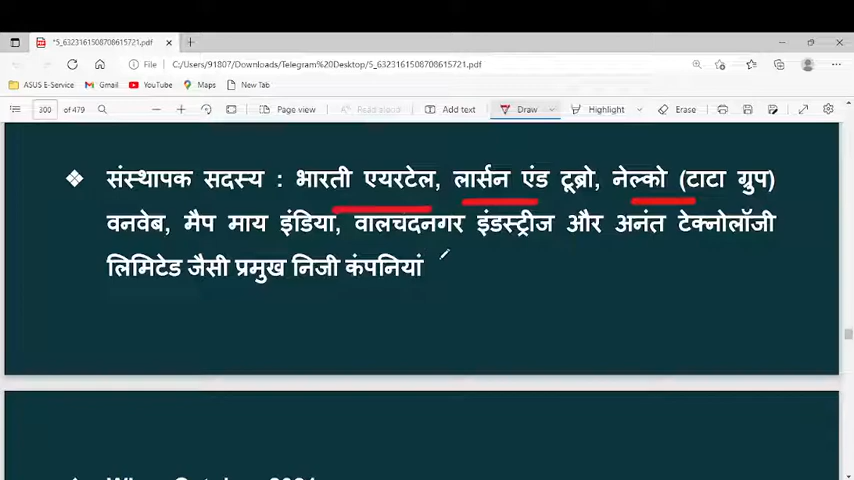 *5_6323161508708615721.pdf
File
C:/Users/91807/Downloads/Telegram%20Desktop/5_6323161508708615721.pdf
ASUS E-Service
Gmail
YouTube
Maps
New Tab
300 of 479
Page view
Read aloud
Add text
Draw
Highlight
Erase
❖ संस्थापक सदस्य : भारती एयरटेल, लार्सन एंड टूब्रो, नेल्को (टाटा ग्रुप)
वनवेब, मैप माय इंडिया, वालचंदनगर इंडस्ट्रीज और अनंत टेक्नोलॉजी
लिमिटेड जैसी प्रमुख निजी कंपनियां